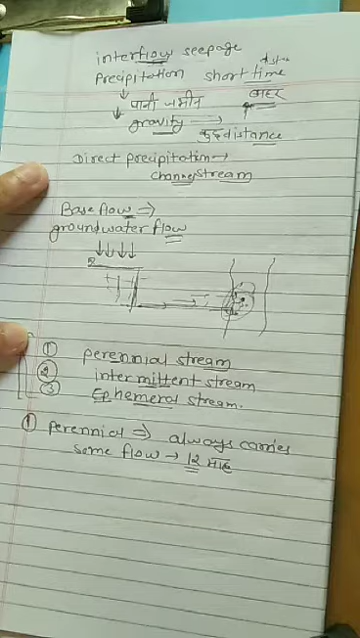 interflow seepage
Precipitation short time
पानी जमीन बाहर
gravity → कुछ distance
Direct precipitation →
channel stream
Base flow ⇒
groundwater flow
① perennial stream
② intermittent stream
③ Ephemeral stream.
① perennial ⇒ always carries
some flow → 12 माह